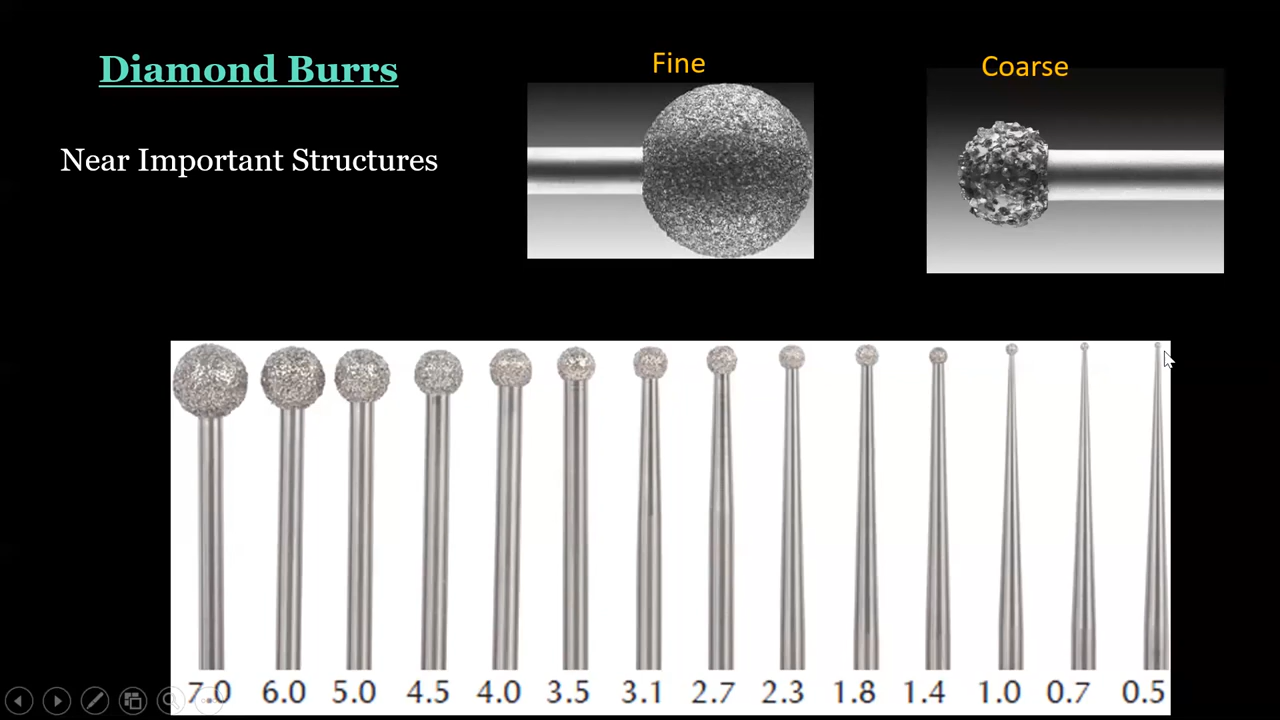 Diamond Burrs
Fine
Coarse
Near Important Structures
7.0 6.0 5.0 4.5 4.0 3.5 3.1 2.7 2.3 1.8 1.4 1.0 0.7 0.5